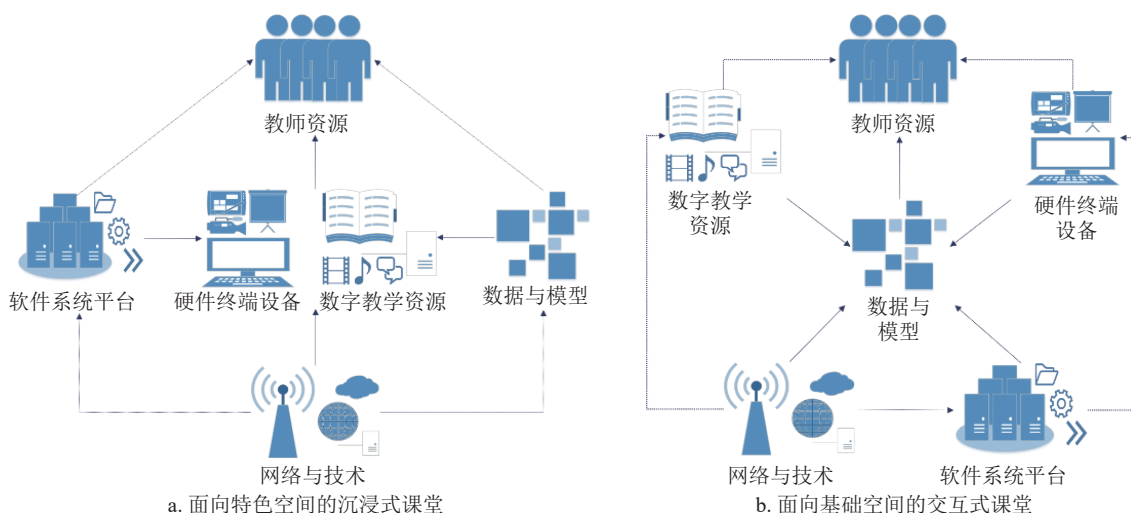 教师资源
软件系统平台
硬件终端设备
数字教学资源
数据与模型
网络与技术
a. 面向特色空间的沉浸式课堂
教师资源
数字教学
资源
硬件终端
设备
数据与
模型
网络与技术
软件系统平台
b. 面向基础空间的交互式课堂